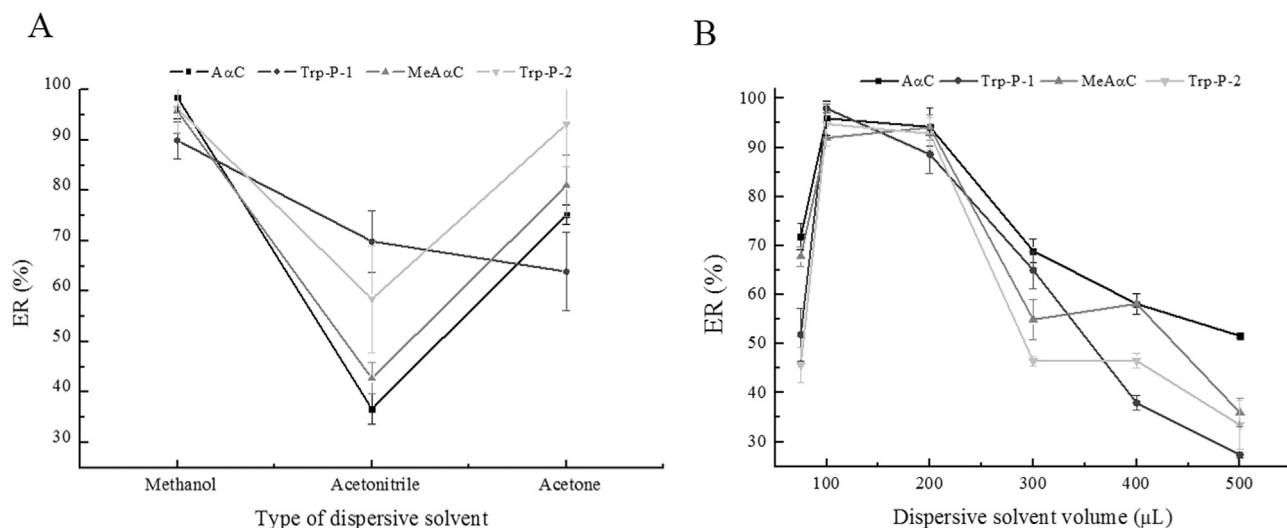 A
AαC Trp-P-1 MeAαC Trp-P-2
100
90
80
70
60
50
40
30
ER (%)
Methanol Acetonitrile Acetone
Type of dispersive solvent
B
AαC Trp-P-1 MeAαC Trp-P-2
100
90
80
70
60
50
40
30
ER (%)
100 200 300 400 500
Dispersive solvent volume (μL)